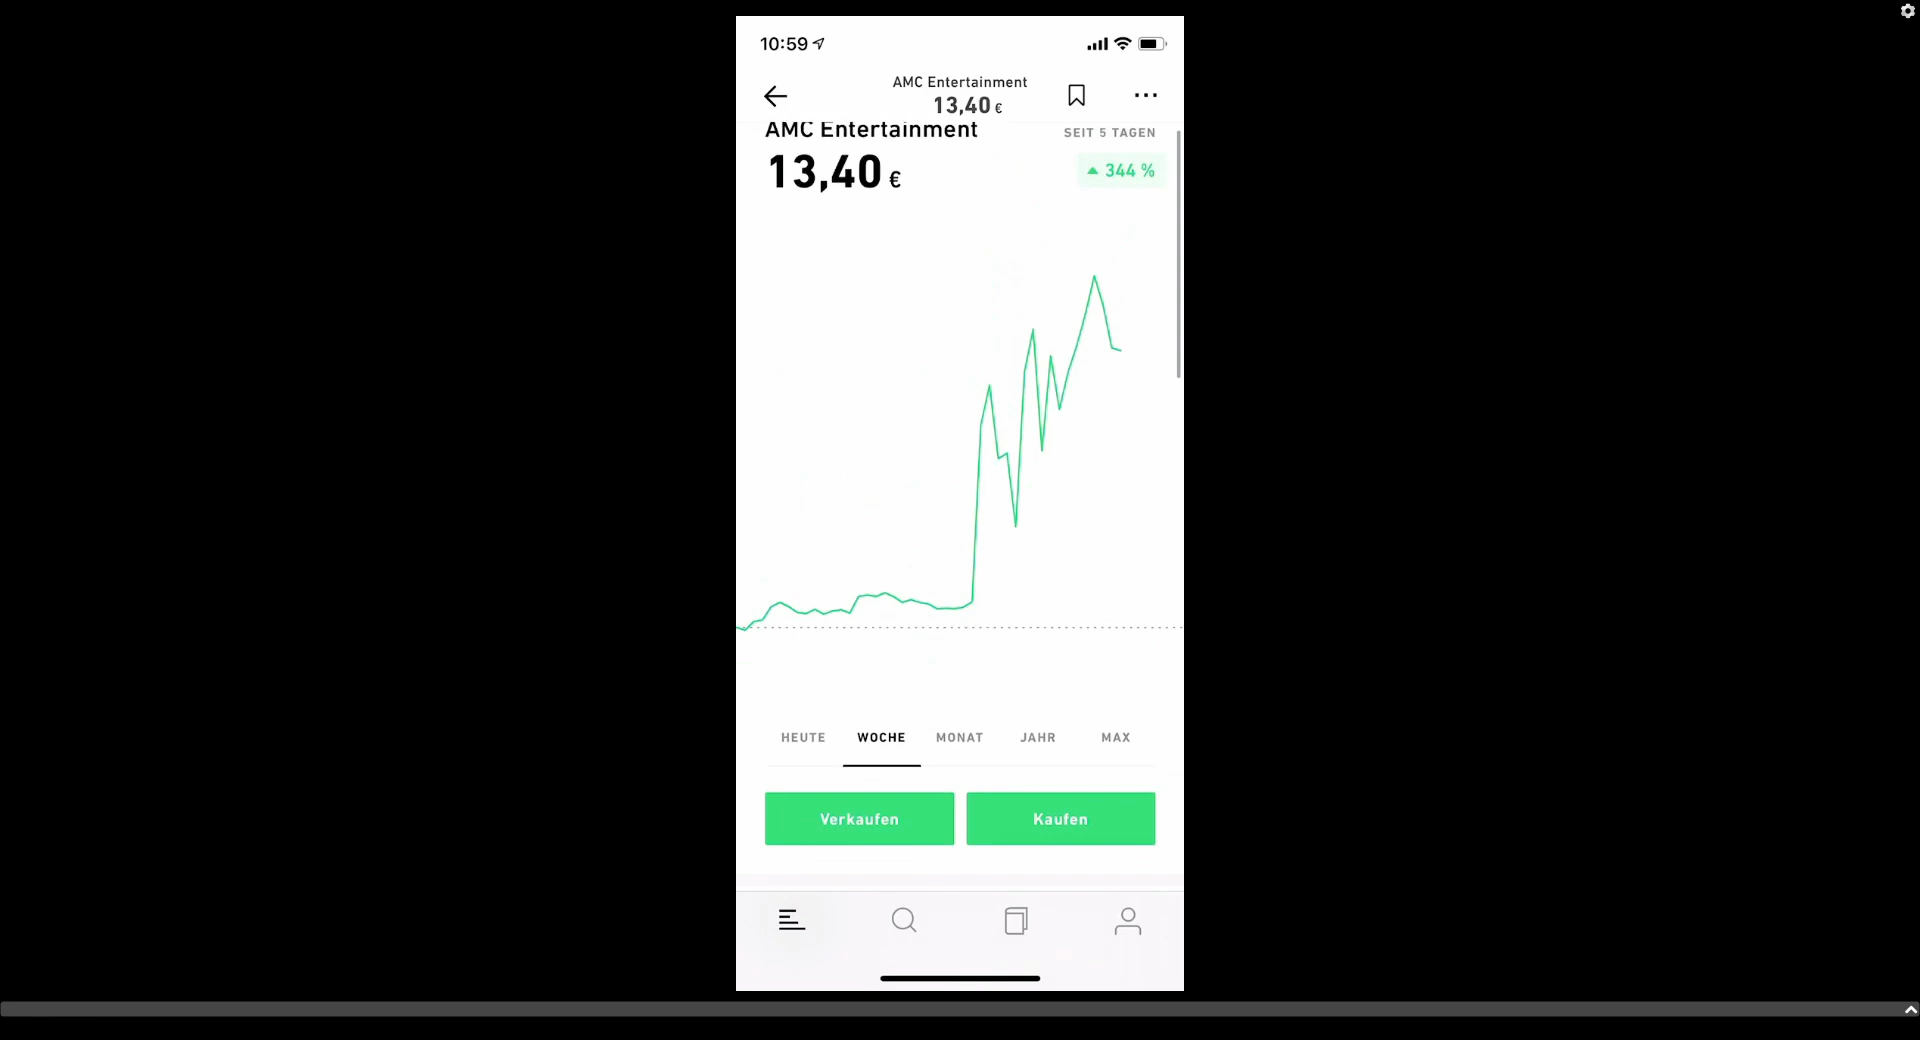 10:59
AMC Entertainment
13,40 €
AMC Entertainment
SEIT 5 TAGEN
13,40 €
344 %
HEUTE WOCHE MONAT JAHR MAX
Verkaufen Kaufen